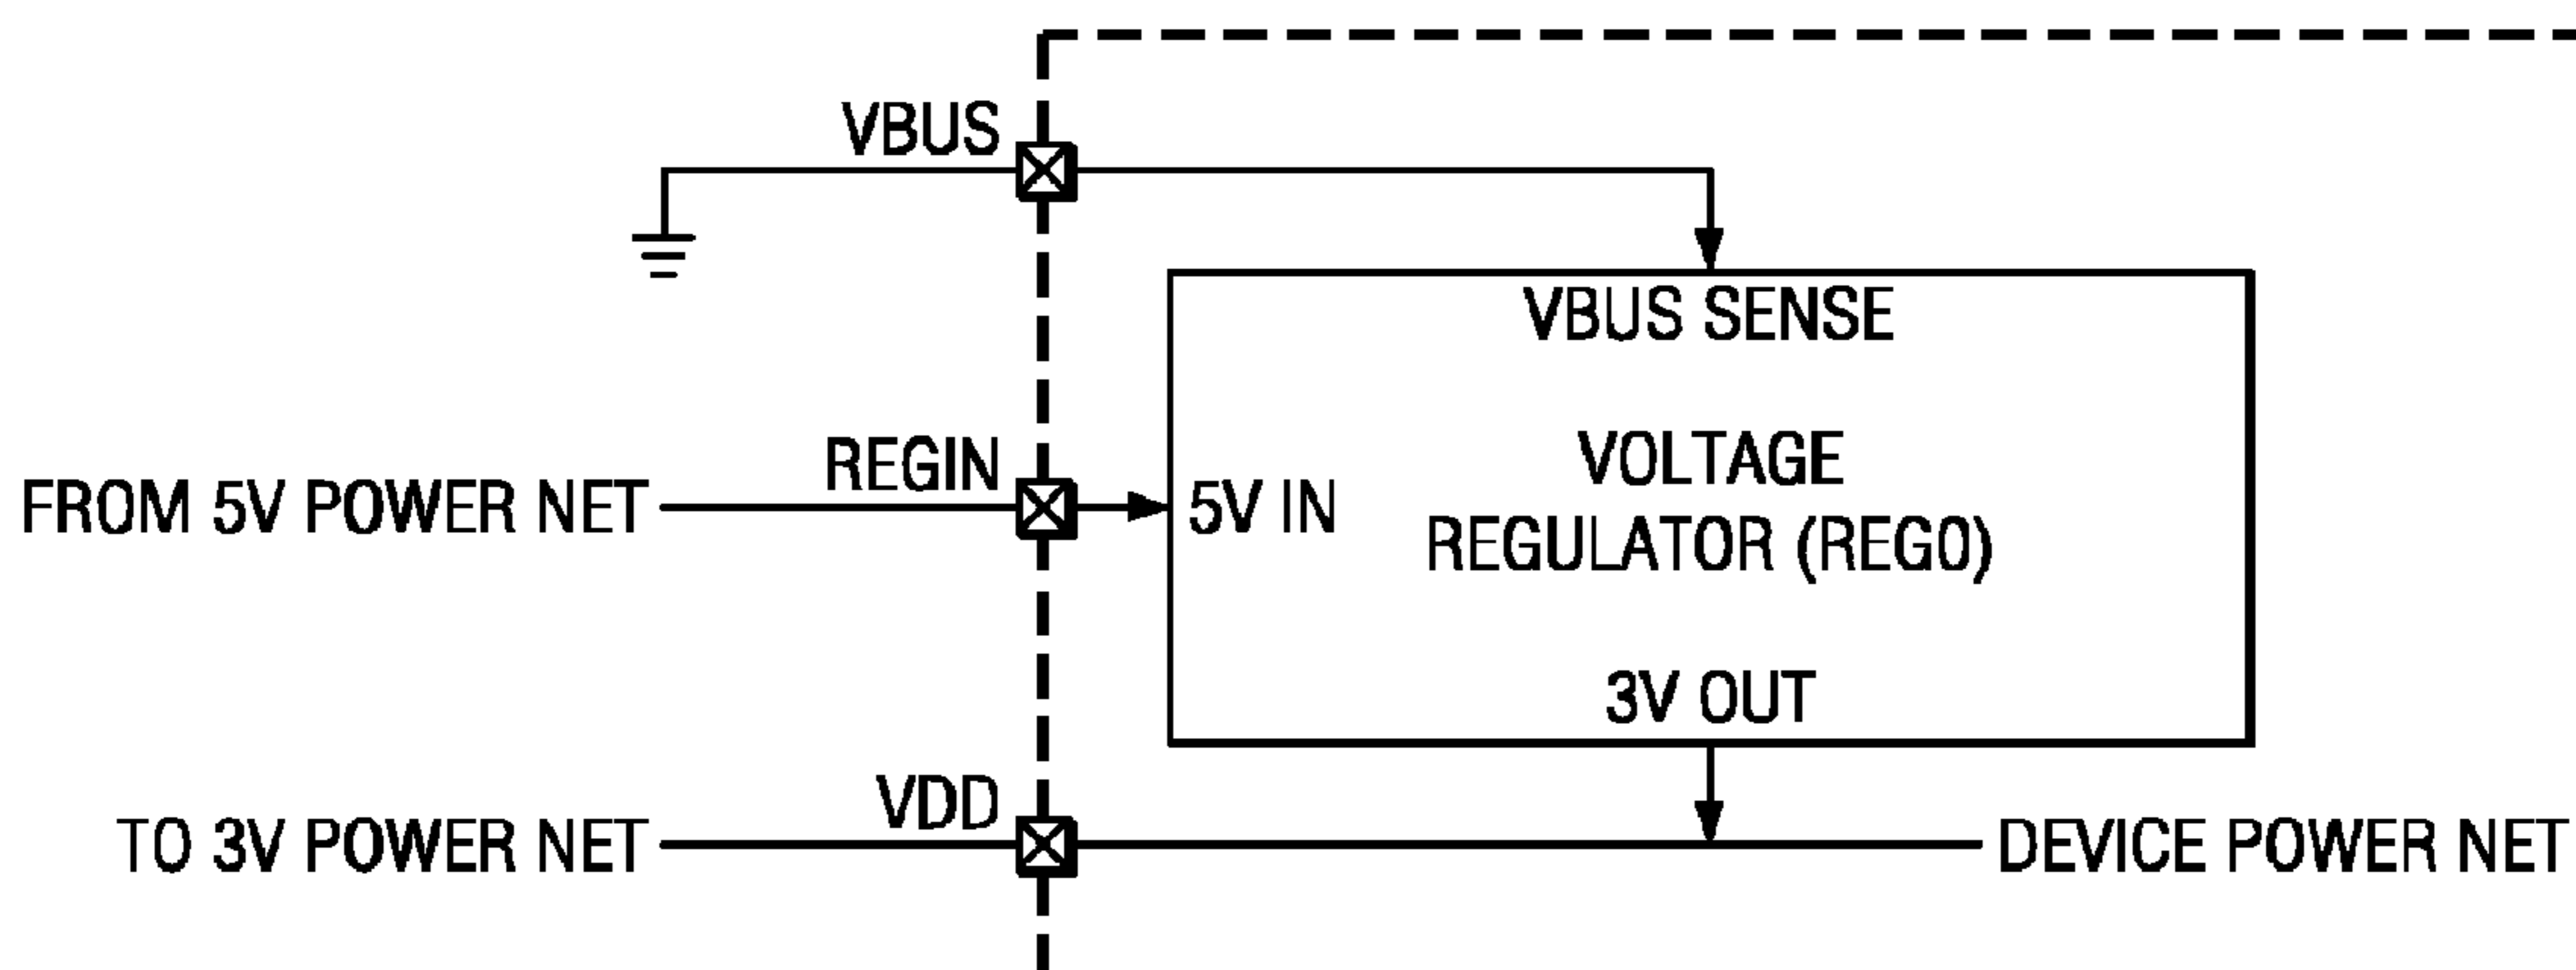 VBUS
VBUS SENSE
REGIN
FROM 5V POWER NET
5V IN
VOLTAGE
REGULATOR (REG0)
3V OUT
VDD
TO 3V POWER NET
DEVICE POWER NET